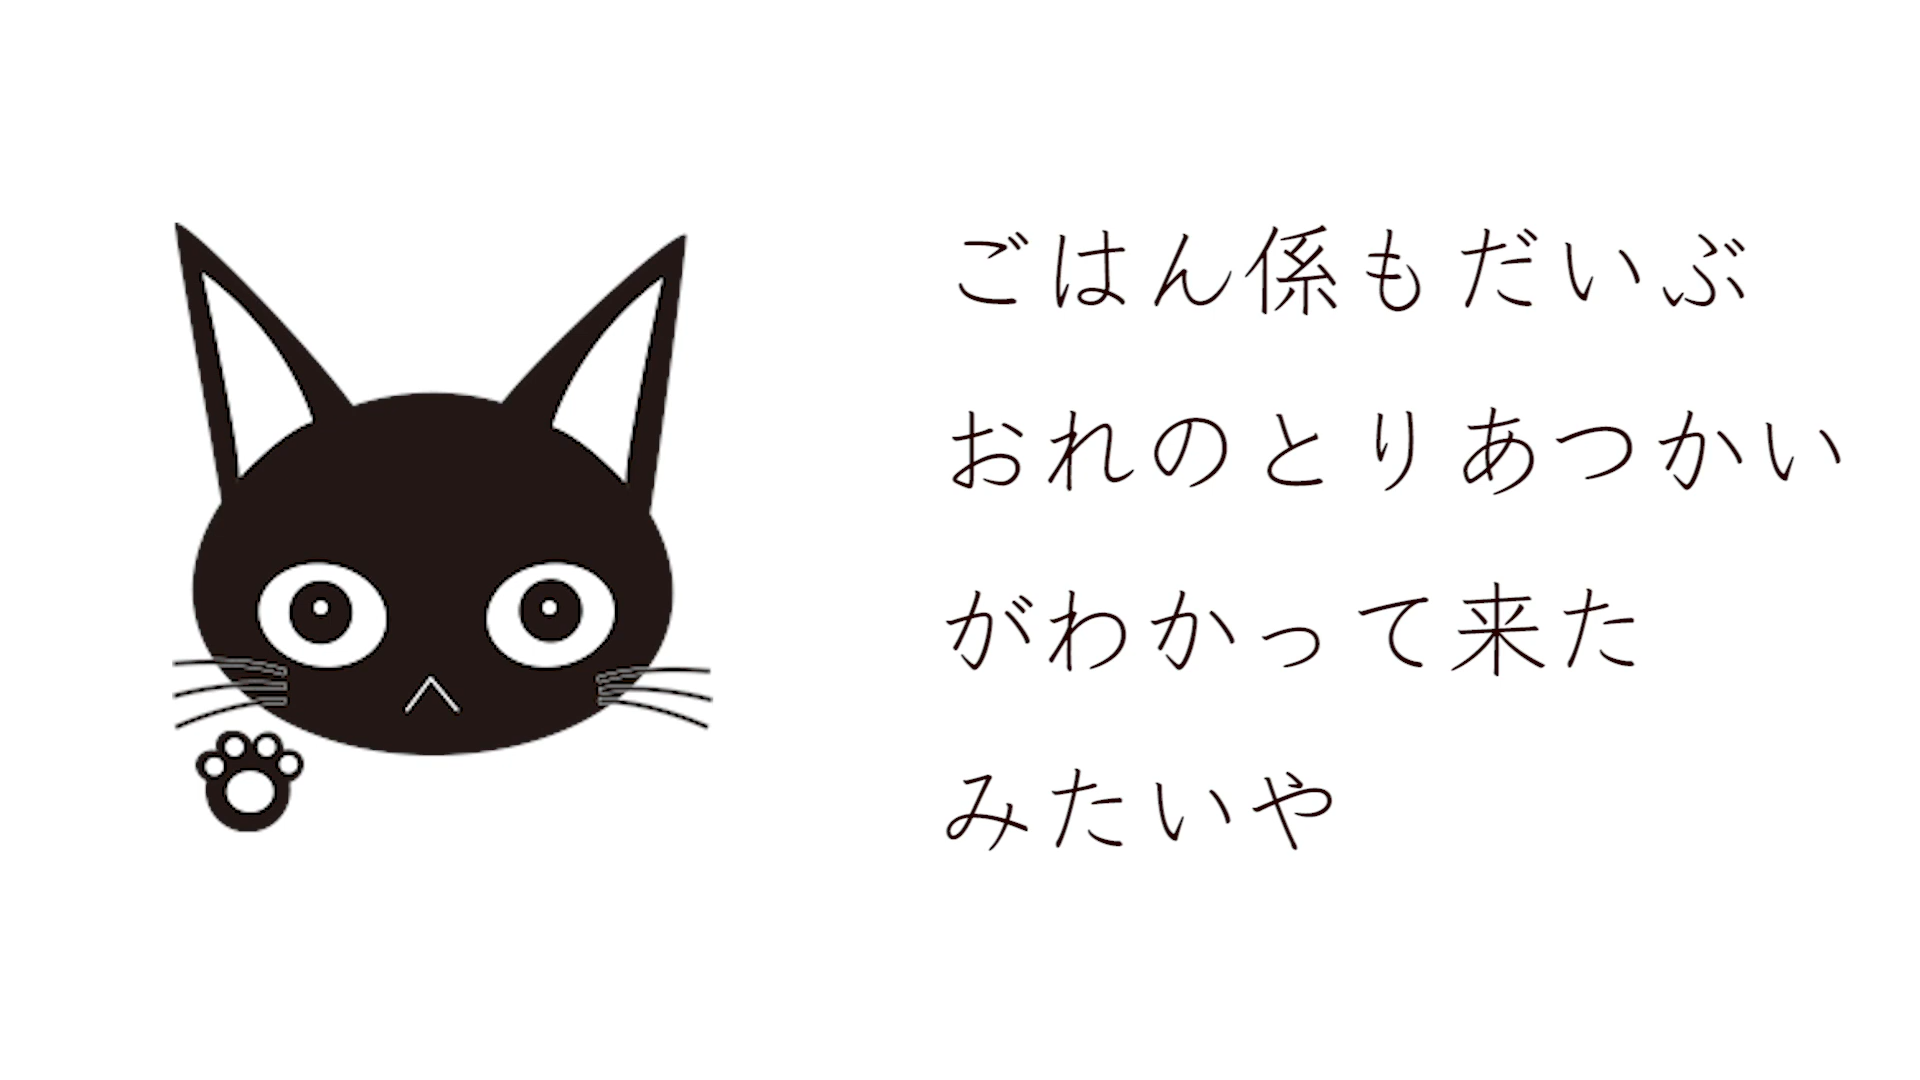 ごはん係もだいぶ
おれのとりあつかい
がわかって来た
みたいや